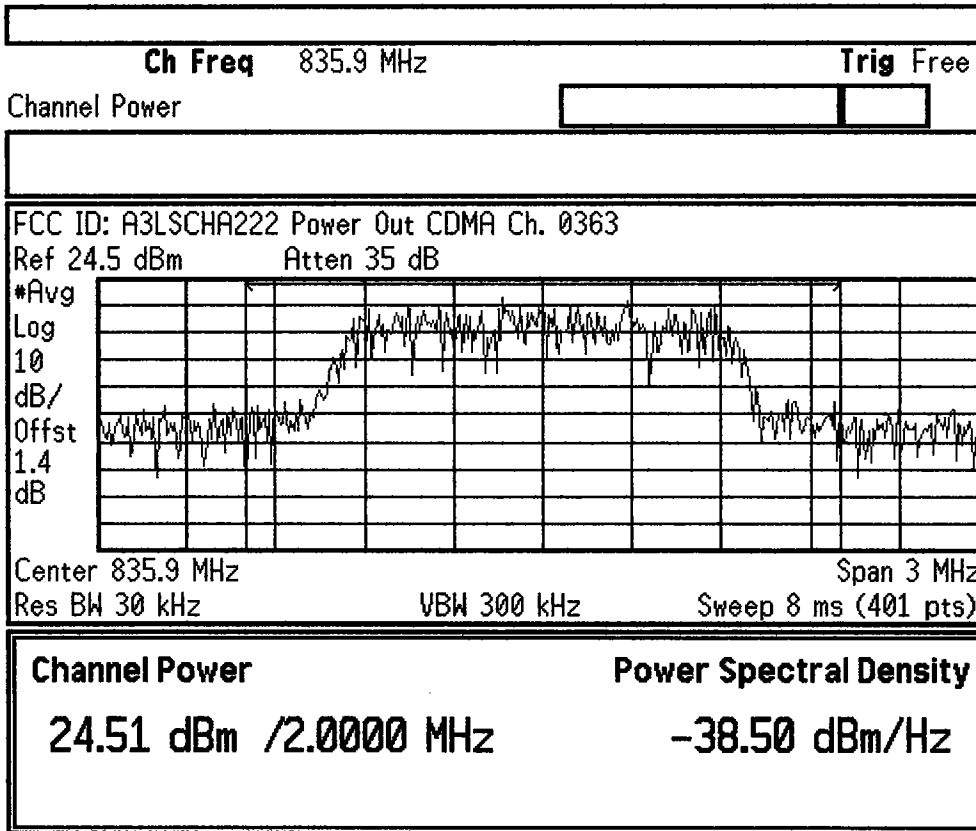 Ch Freq 835.9 MHz Trig Free
Channel Power
FCC ID: A3LSCHA222 Power Out CDMA Ch. 0363
Ref 24.5 dBm Atten 35 dB
#Avg
Log
10
dB/
Offst
1.4
dB
Center 835.9 MHz Span 3 MHz
Res BW 30 kHz VBW 300 kHz Sweep 8 ms (401 pts)
Channel Power Power Spectral Density
24.51 dBm /2.0000 MHz -38.50 dBm/Hz